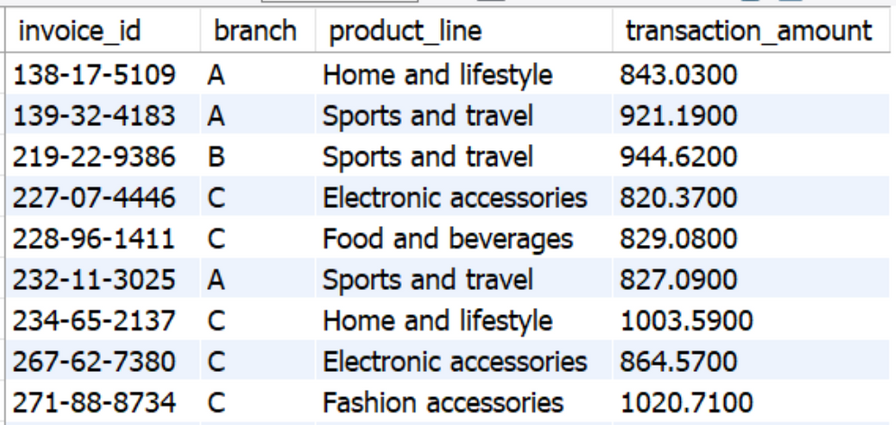 invoice_id branch product_line transaction_amount
138-17-5109 A Home and lifestyle 843.0300
139-32-4183 A Sports and travel 921.1900
219-22-9386 B Sports and travel 944.6200
227-07-4446 C Electronic accessories 820.3700
228-96-1411 C Food and beverages 829.0800
232-11-3025 A Sports and travel 827.0900
234-65-2137 C Home and lifestyle 1003.5900
267-62-7380 C Electronic accessories 864.5700
271-88-8734 C Fashion accessories 1020.7100